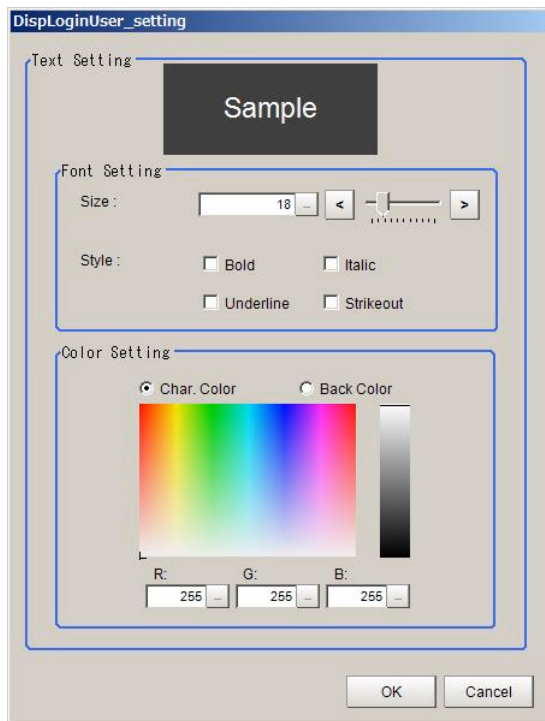 DispLoginUser_setting
Text Setting
Sample
Font Setting
Size : 18 ... < >
Style : Bold Italic
Underline Strikeout
Color Setting
Char. Color Back Color
R: G: B:
255 ... 255 ... 255 ...
OK Cancel